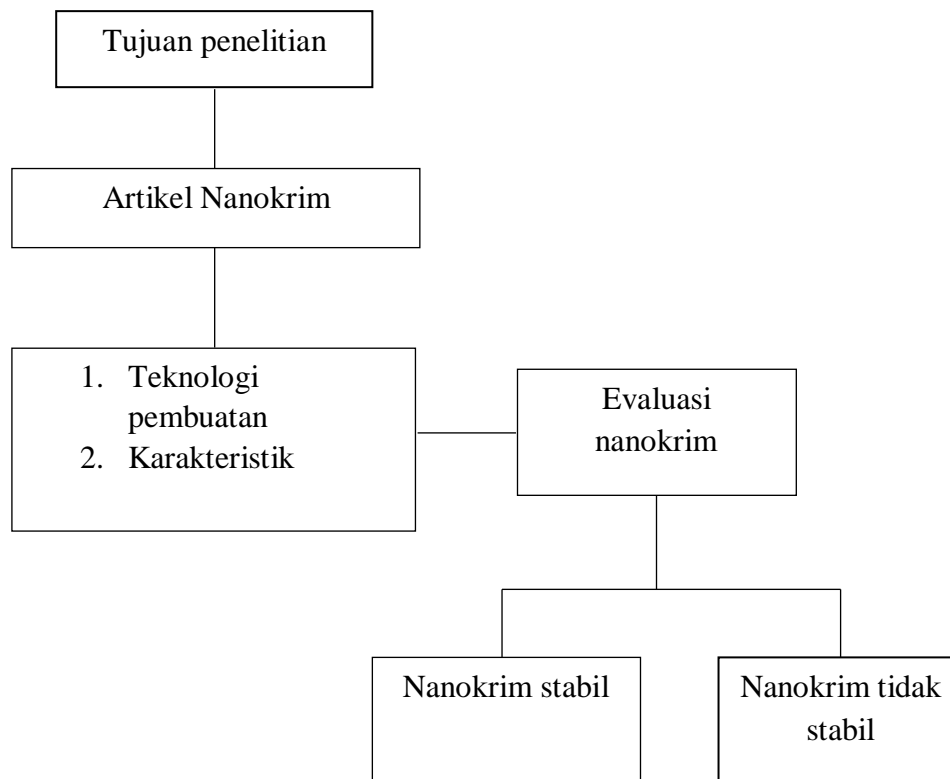 Tujuan penelitian
Artikel Nanokrim
1. Teknologi
pembuatan
2. Karakteristik
Evaluasi
nanokrim
Nanokrim stabil
Nanokrim tidak
stabil